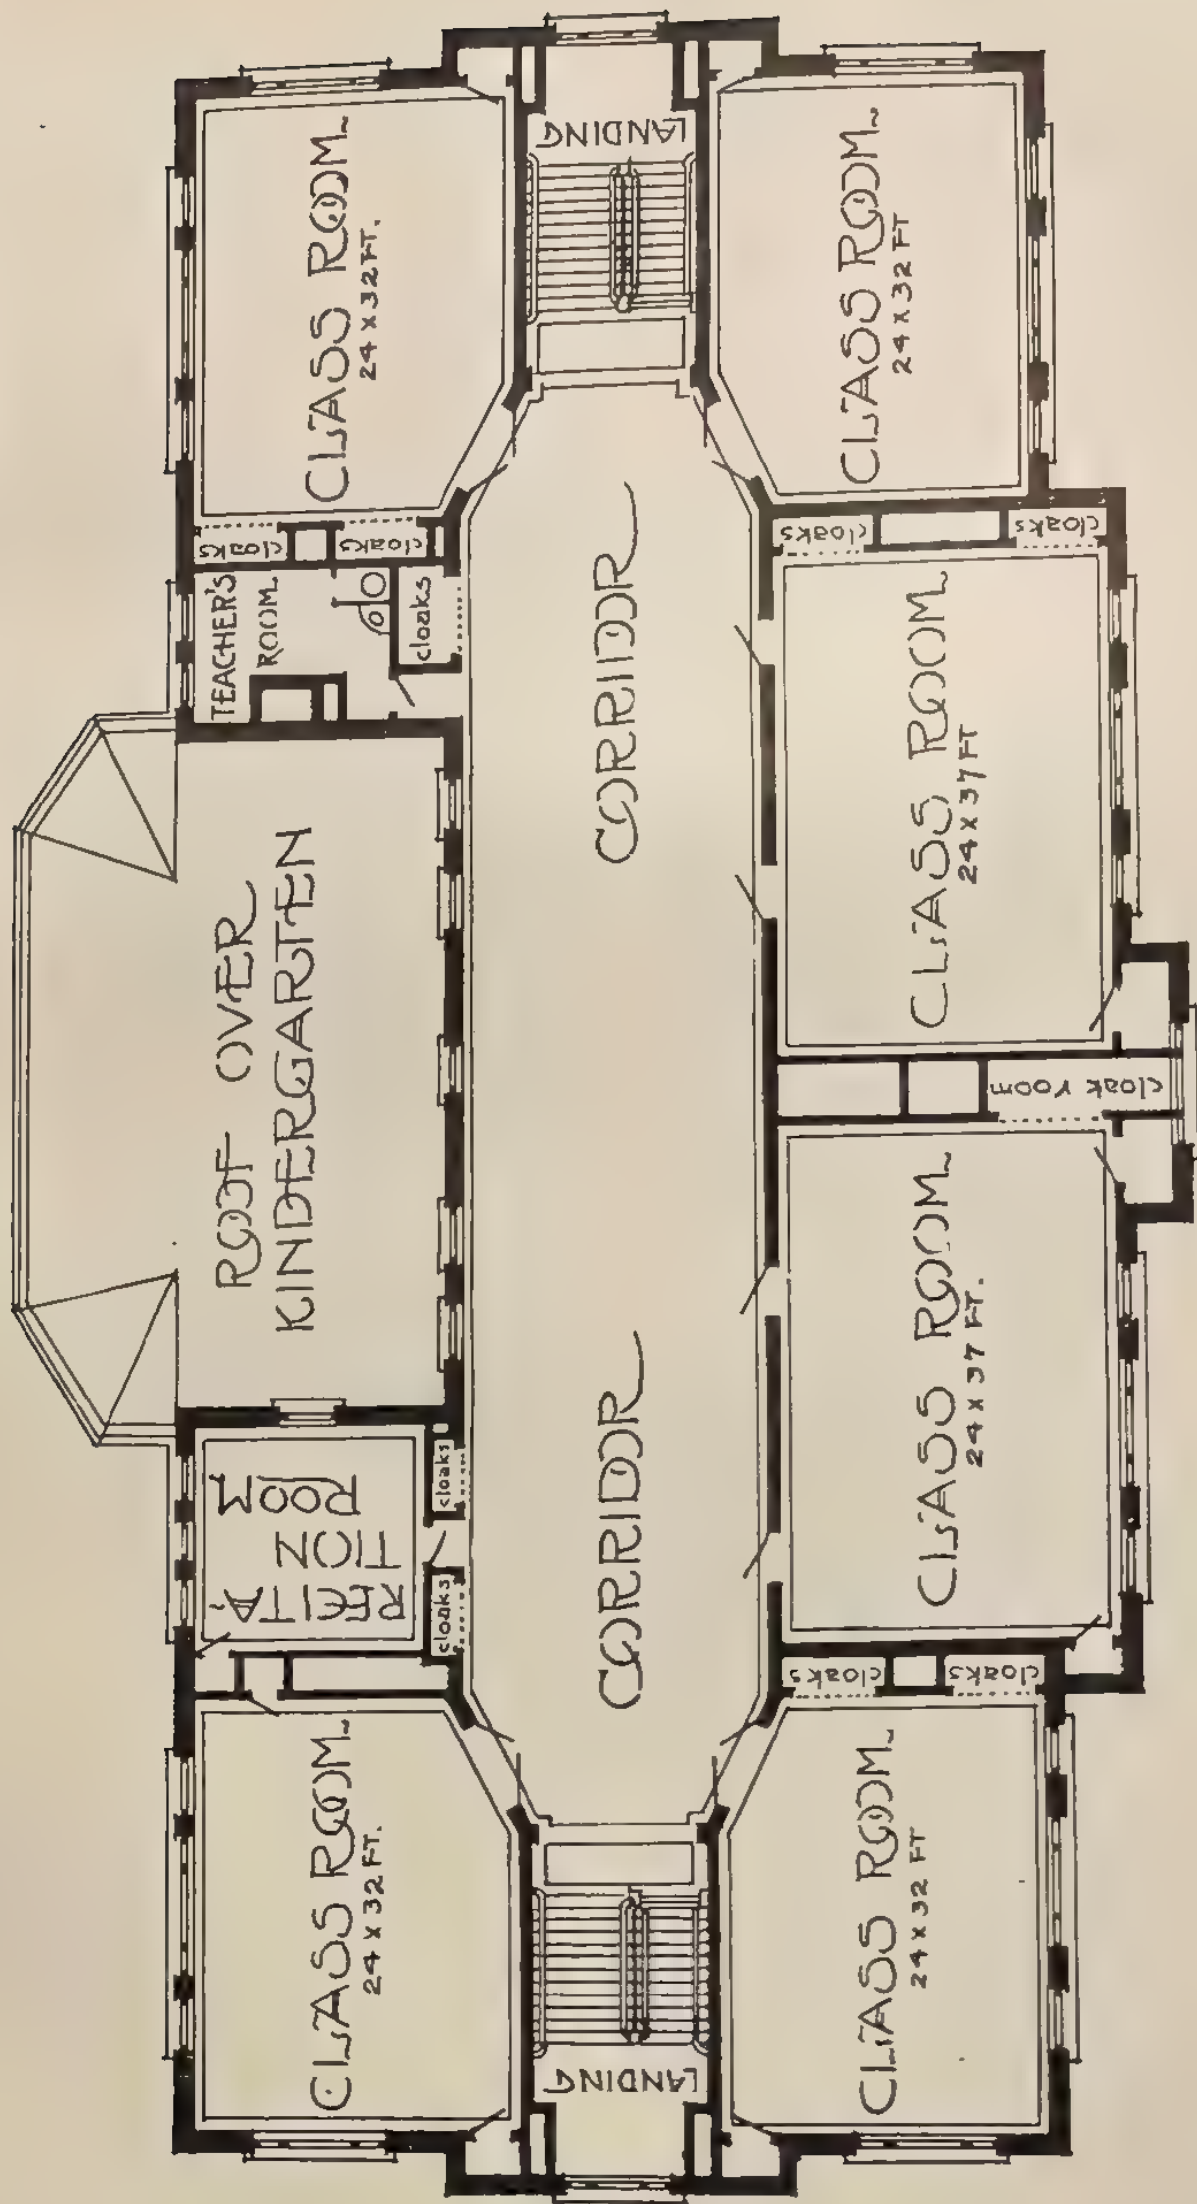 CLASS ROOM
24 X 32 FT.
LANDING
CLASS ROOM
24 X 32 FT
cloaks
cloaks
TEACHER'S
ROOM
cloaks
cloaks
cloaks
CORRIDOR
CLASS ROOM
24 X 37 FT
ROOF OVER
KINDERGARTEN
cloak room
CLASS ROOM
24 X 37 FT.
RECITA-
TION
ROOM
cloaks
cloaks
CORRIDOR
cloaks
cloaks
CLASS ROOM
24 X 32 FT.
LANDING
CLASS ROOM
24 X 32 FT